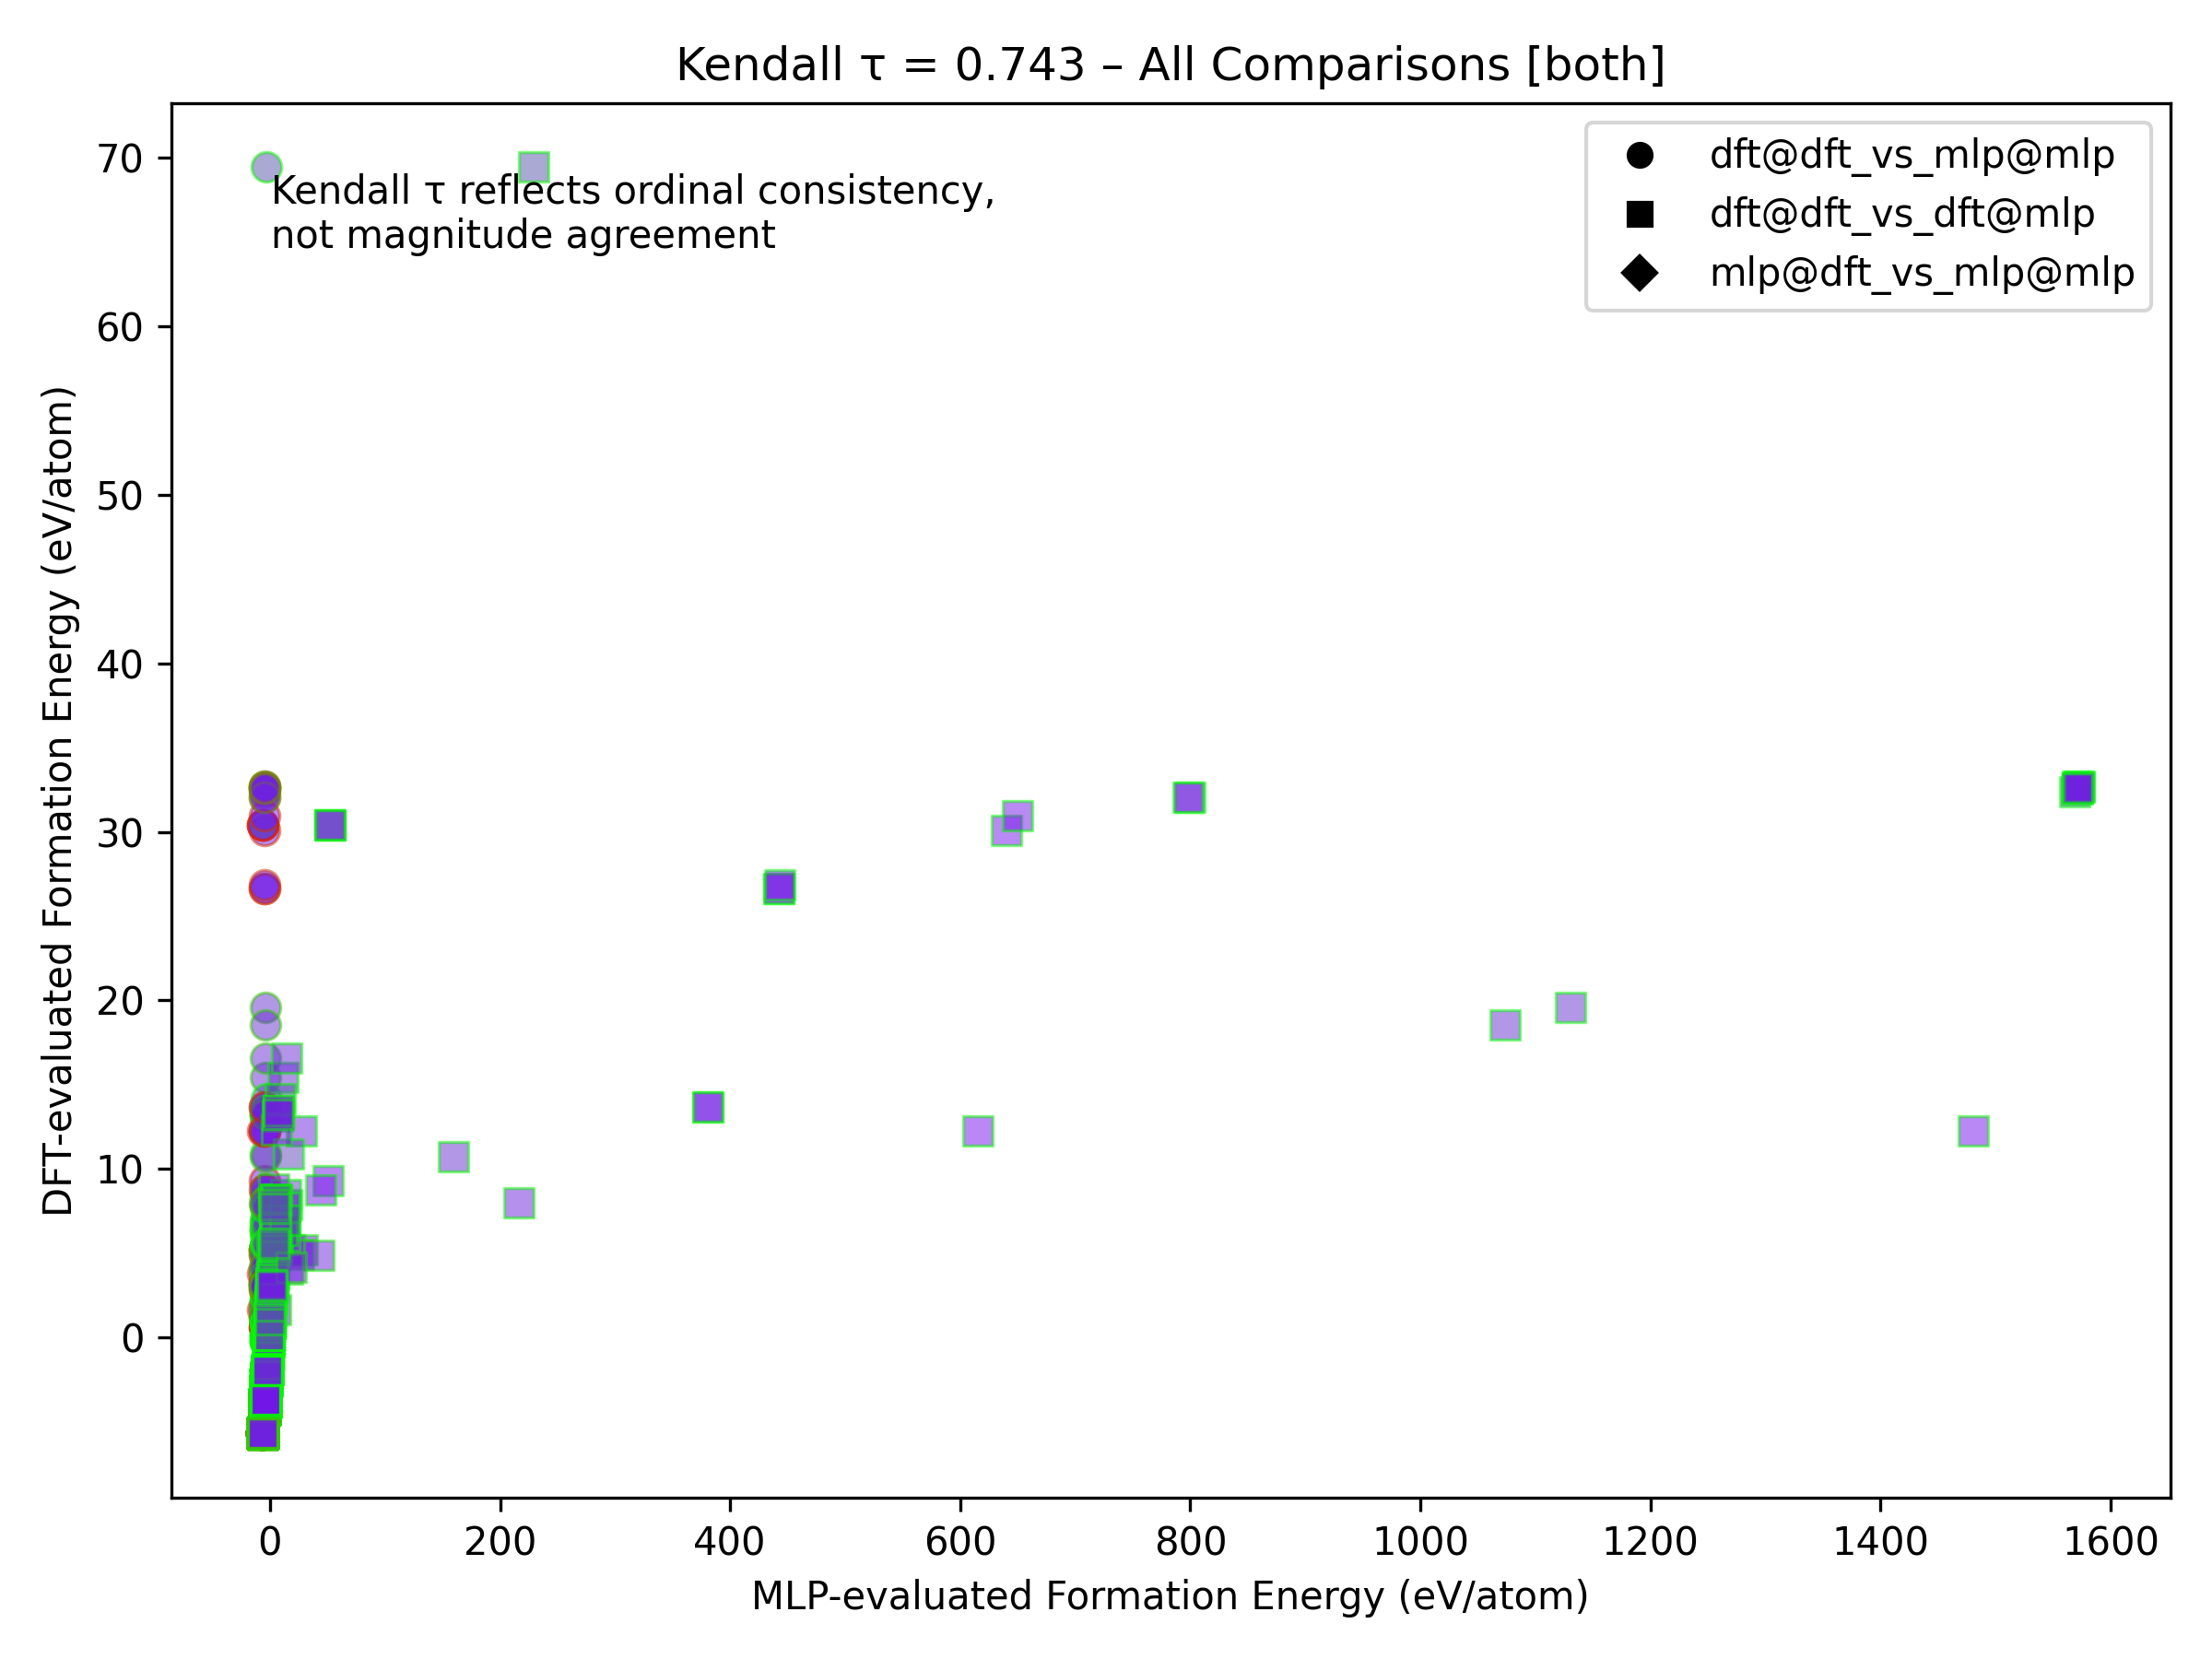 Kendall τ = 0.743 – All Comparisons [both]
Kendall τ reflects ordinal consistency,
not magnitude agreement
dft@dft_vs_mlp@mlp
dft@dft_vs_dft@mlp
mlp@dft_vs_mlp@mlp
DFT-evaluated Formation Energy (eV/atom)
70
60
50
40
30
20
10
0
0 200 400 600 800 1000 1200 1400 1600
MLP-evaluated Formation Energy (eV/atom)